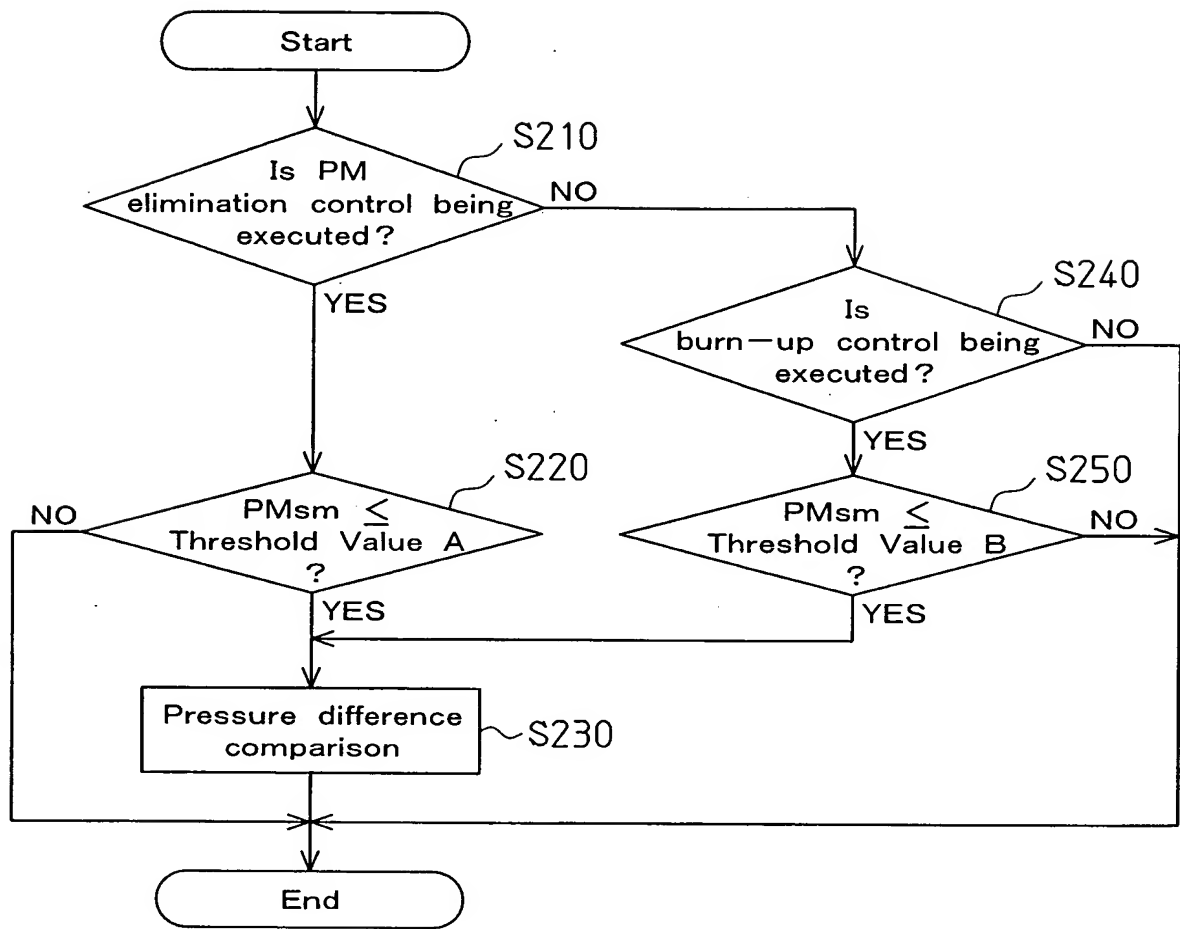 Start
S210
Is PM
elimination control being
executed?
NO
YES
S240
Is
burn-up control being
executed?
NO
YES
S220
PMsm ≤
Threshold Value A
?
NO
YES
S250
PMsm ≤
Threshold Value B
?
NO
YES
Pressure difference
comparison
S230
End